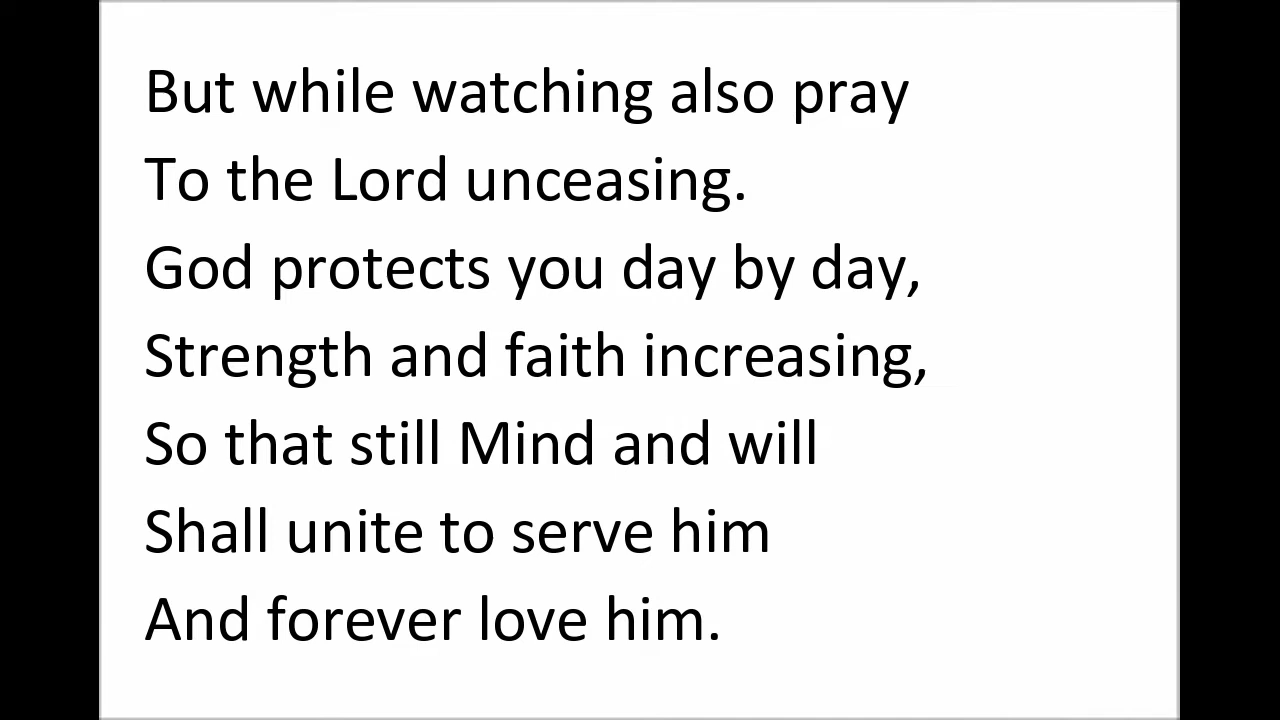 But while watching also pray
To the Lord unceasing.
God protects you day by day,
Strength and faith increasing,
So that still Mind and will
Shall unite to serve him
And forever love him.